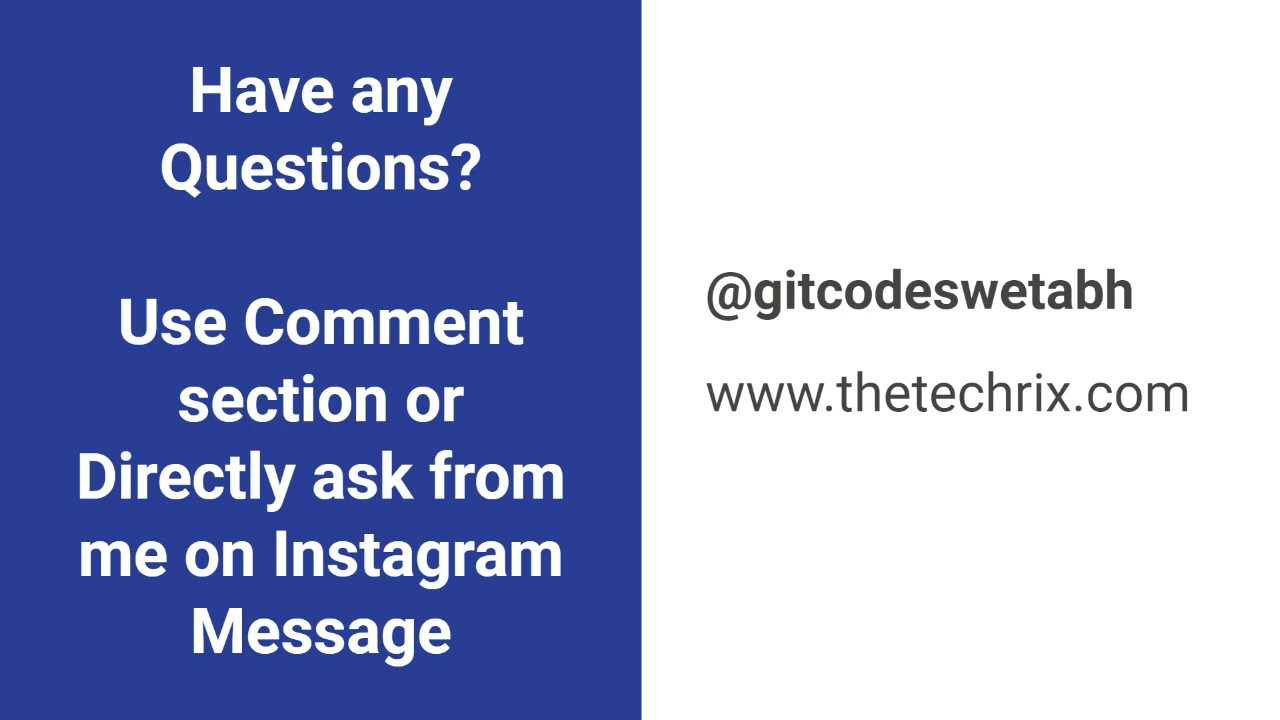 Have any
Questions?
Use Comment
section or
Directly ask from
me on Instagram
Message
@gitcodeswetabh
www.thetechrix.com